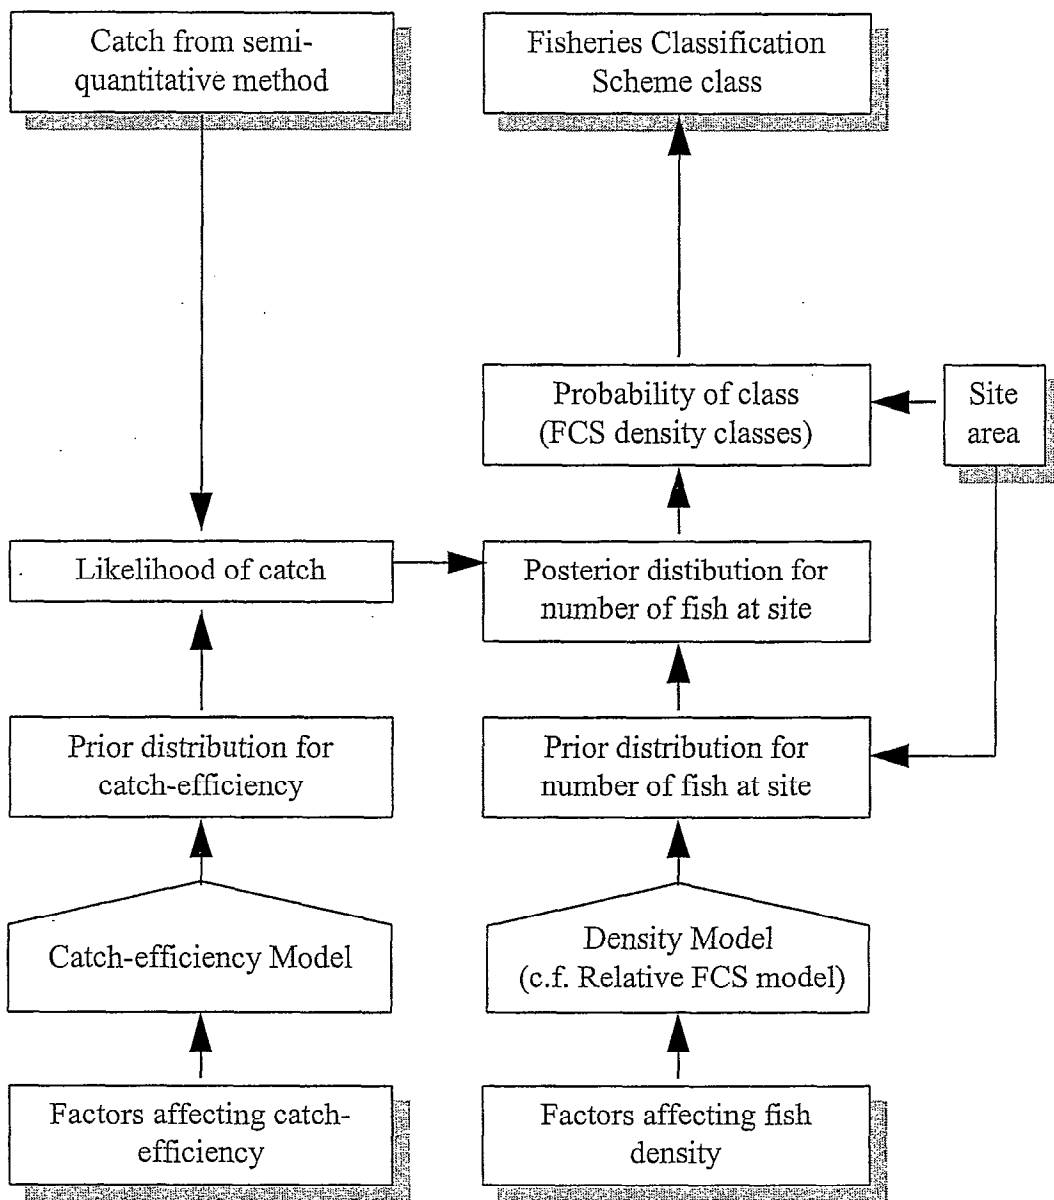 Catch from semi-
quantitative method
Fisheries Classification
Scheme class
Probability of class
(FCS density classes)
Site
area
Likelihood of catch
Posterior distibution for
number of fish at site
Prior distribution for
catch-efficiency
Prior distribution for
number of fish at site
Catch-efficiency Model
Density Model
(c.f. Relative FCS model)
Factors affecting catch-
efficiency
Factors affecting fish
density